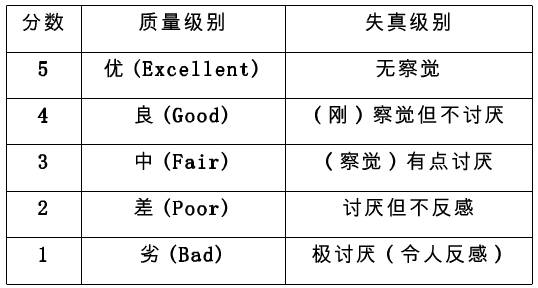 分数 质量级别 失真级别
5 优 (Excellent) 无察觉
4 良 (Good) （刚）察觉但不讨厌
3 中 (Fair) （察觉）有点讨厌
2 差 (Poor) 讨厌但不反感
1 劣 (Bad) 极讨厌（令人反感）